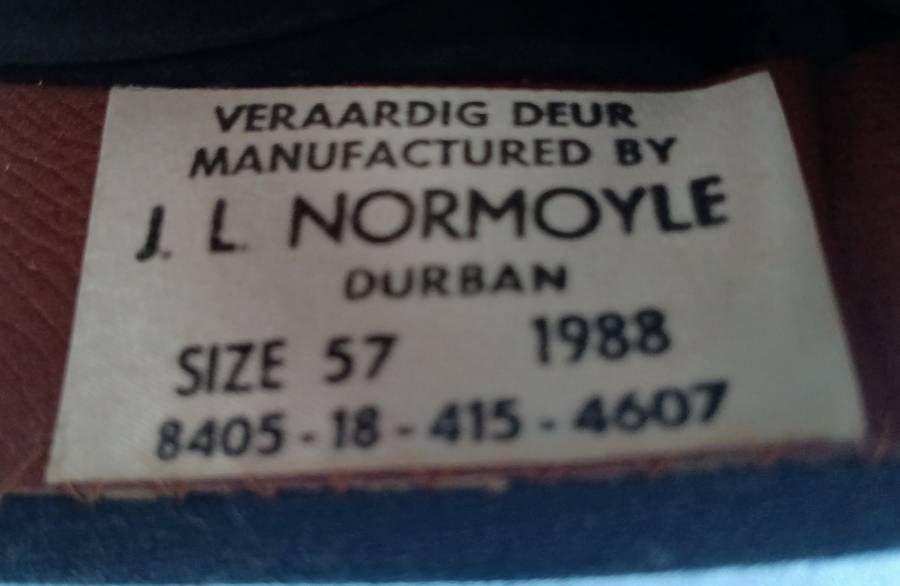 VERAARDIG DEUR
MANUFACTURED BY
J. L. NORMOYLE
DURBAN
SIZE 57 1988
8405-18-415-4607